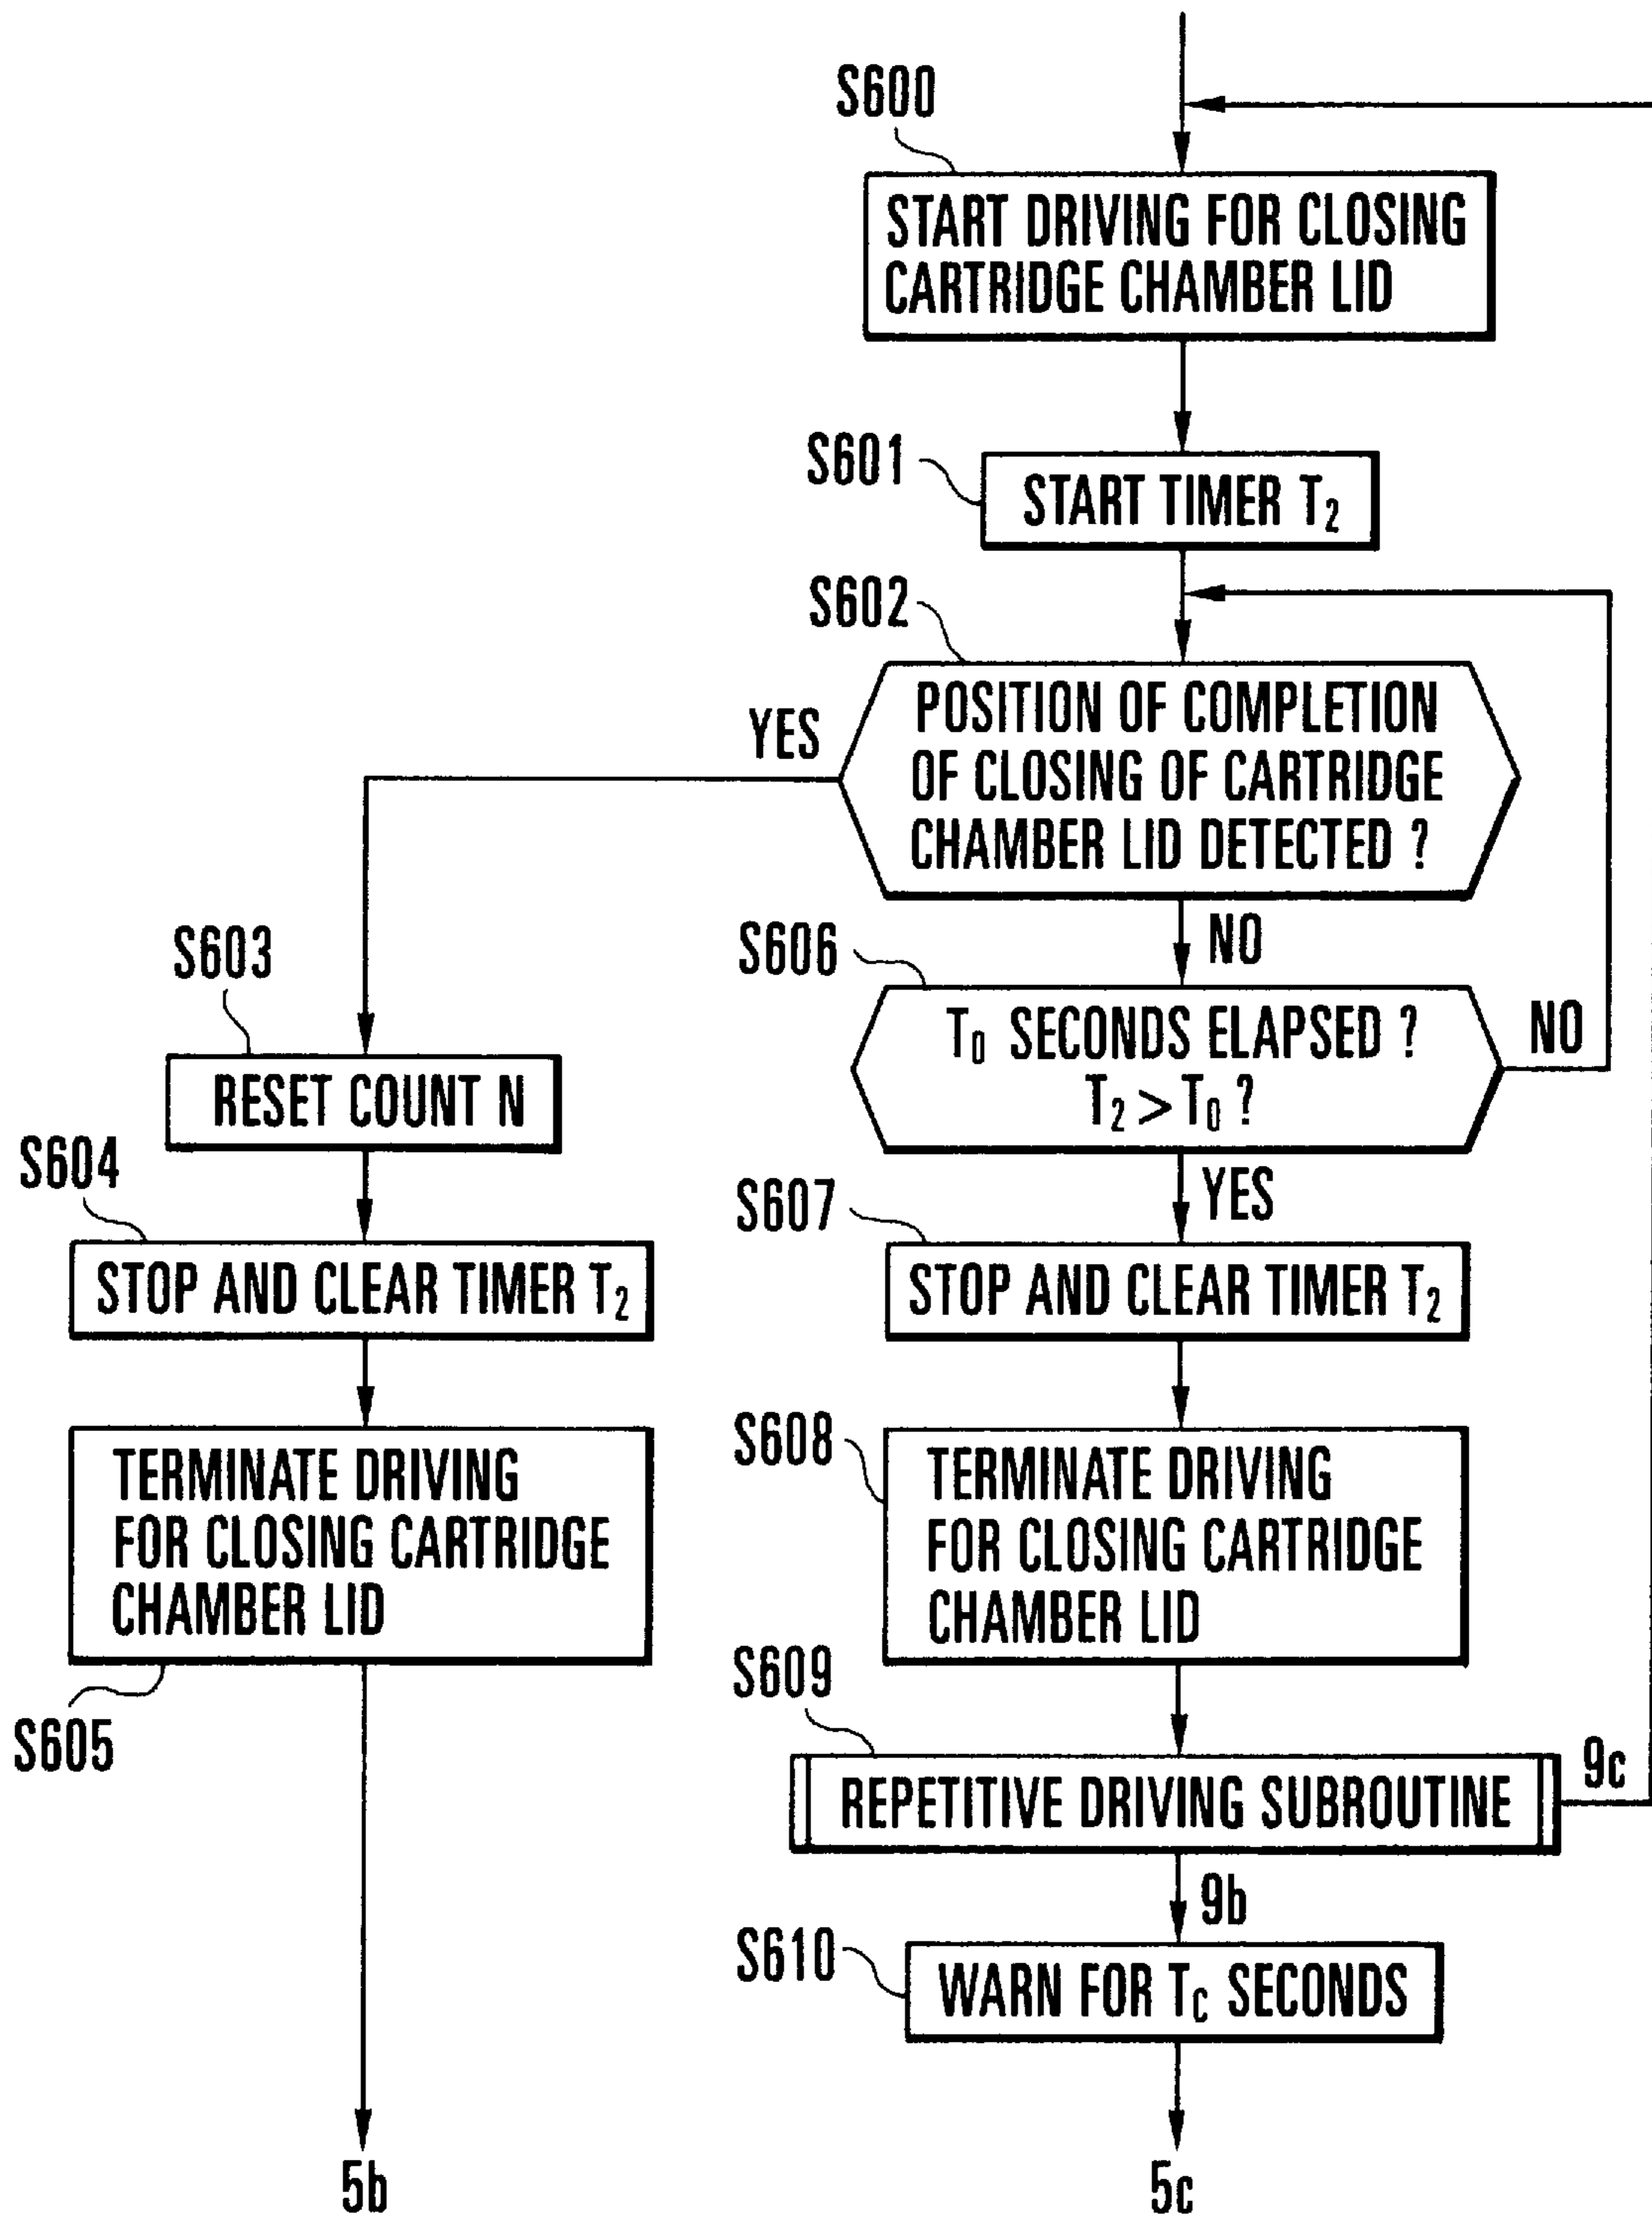 S600
START DRIVING FOR CLOSING
CARTRIDGE CHAMBER LID
S601
START TIMER T2
S602
POSITION OF COMPLETION
OF CLOSING OF CARTRIDGE
CHAMBER LID DETECTED ?
YES
NO
S603
RESET COUNT N
S604
STOP AND CLEAR TIMER T2
TERMINATE DRIVING
FOR CLOSING CARTRIDGE
CHAMBER LID
S605
5b
S606
T0 SECONDS ELAPSED ?
T2 > T0 ?
NO
YES
S607
STOP AND CLEAR TIMER T2
S608
TERMINATE DRIVING
FOR CLOSING CARTRIDGE
CHAMBER LID
S609
REPETITIVE DRIVING SUBROUTINE
9c
9b
S610
WARN FOR TC SECONDS
5c